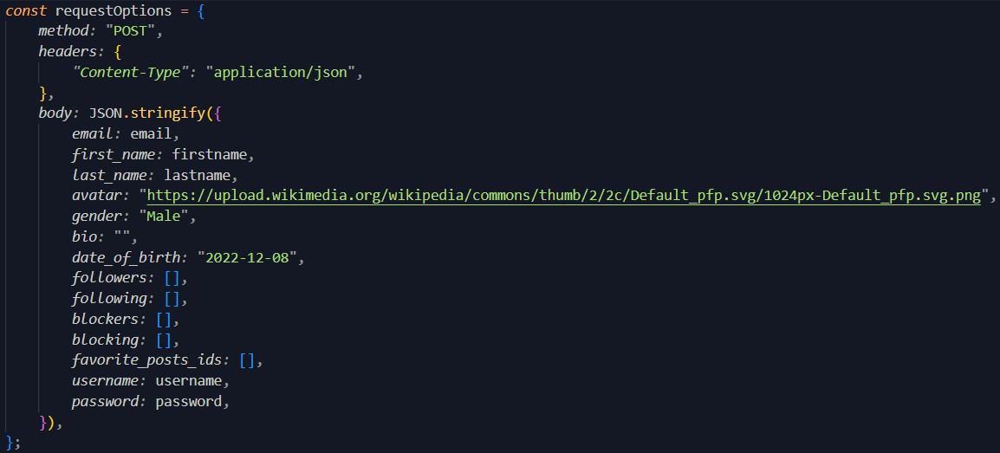 const requestOptions = {
    method: "POST",
    headers: {
        "Content-Type": "application/json",
    },
    body: JSON.stringify({
        email: email,
        first_name: firstname,
        last_name: lastname,
        avatar: "https://upload.wikimedia.org/wikipedia/commons/thumb/2/2c/Default_pfp.svg/1024px-Default_pfp.svg.png",
        gender: "Male",
        bio: "",
        date_of_birth: "2022-12-08",
        followers: [],
        following: [],
        blockers: [],
        blocking: [],
        favorite_posts_ids: [],
        username: username,
        password: password,
    }),
};